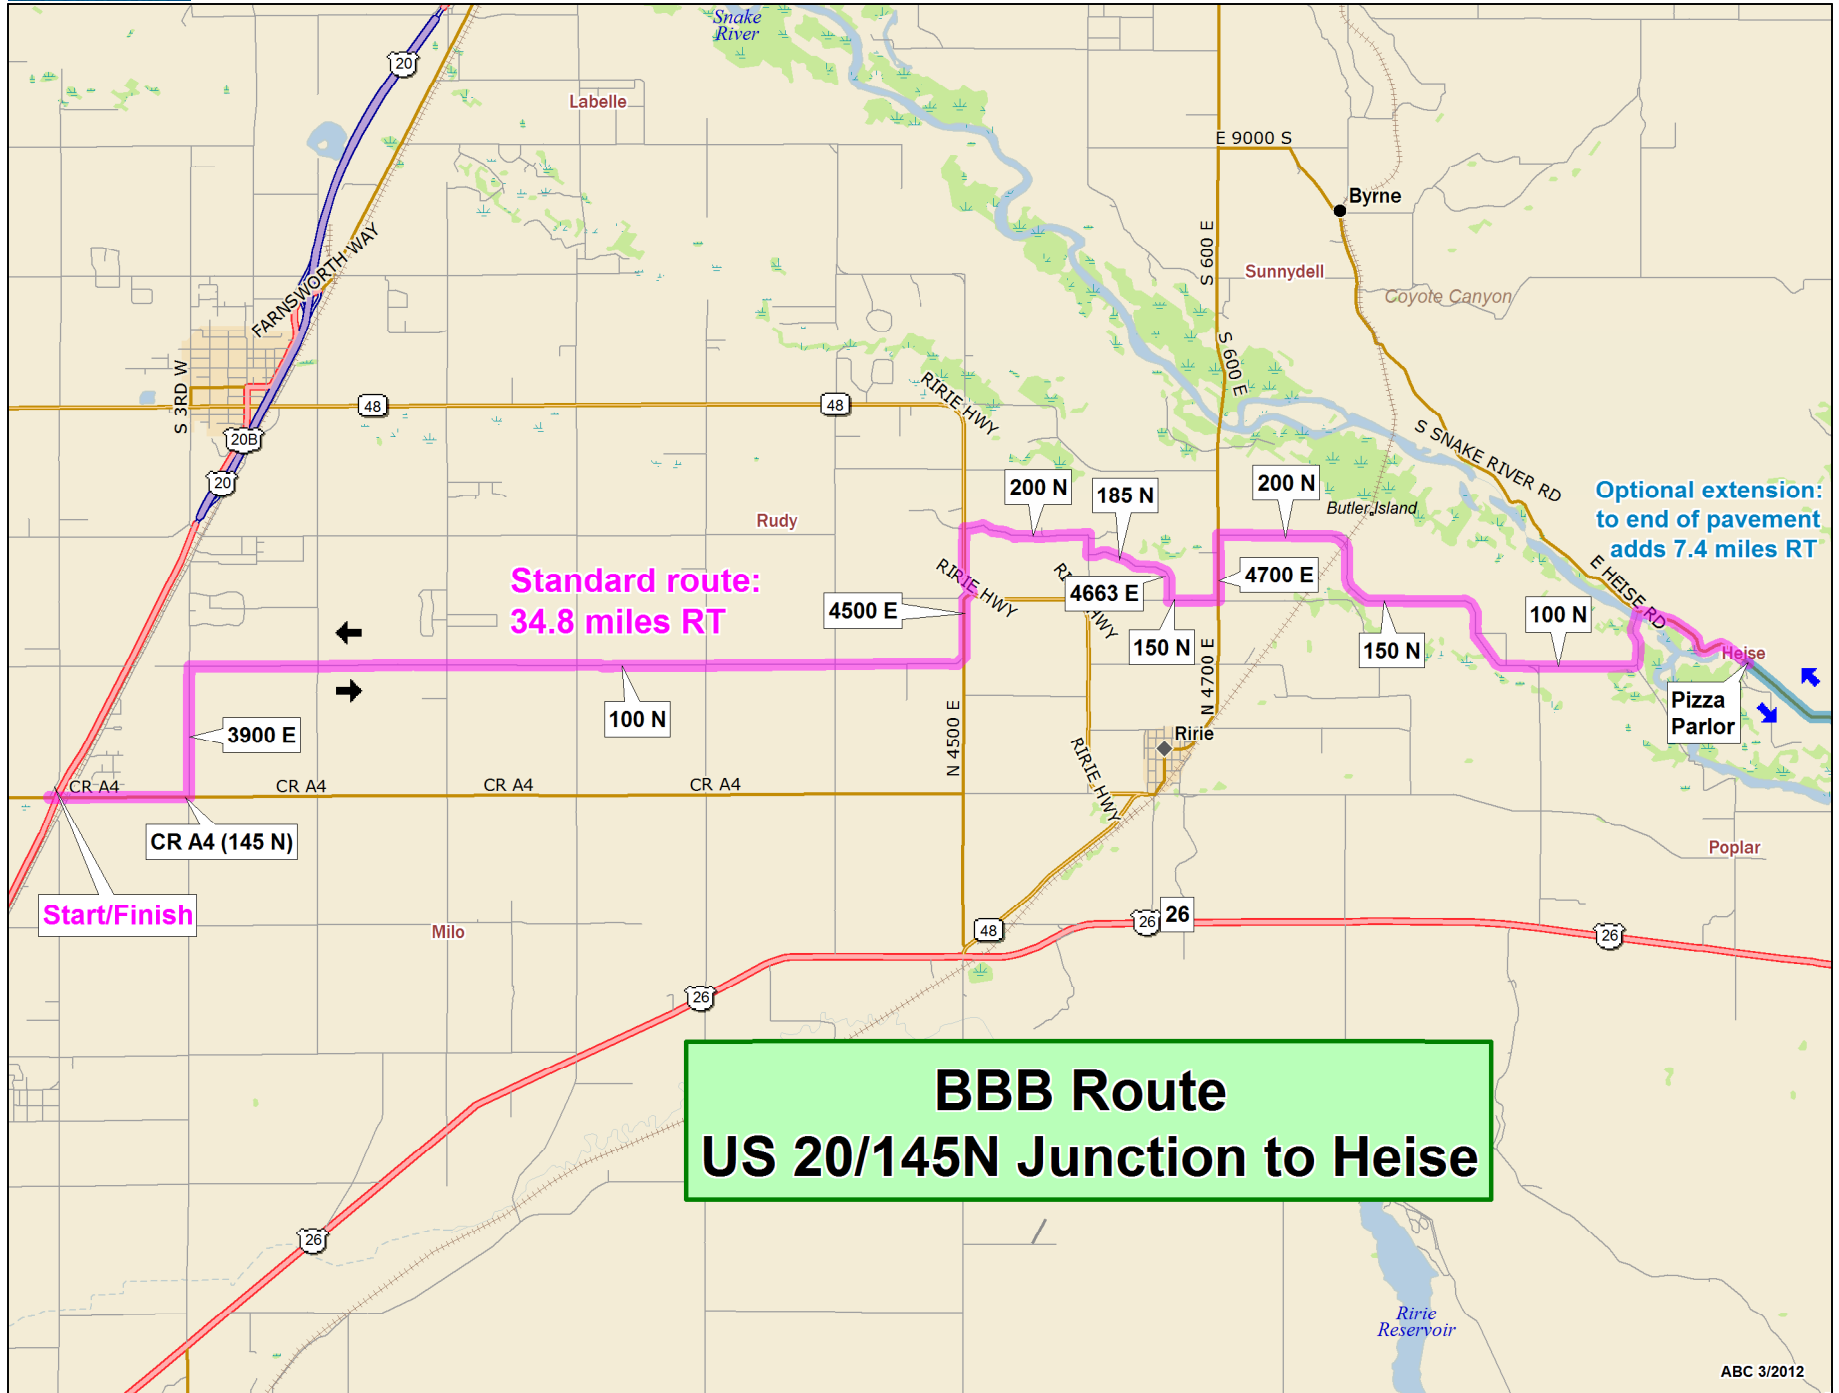 Snake
River
20
Labelle
E 9000 S
Byrne
S 600 E
Sunnydell
Coyote Canyon
FARNSWORTH WAY
S 600 E
S 3RD W
48
48
RIRIE HWY
20B
20
S SNAKE RIVER RD
200 N
185 N
200 N
Butler Island
Optional extension:
to end of pavement
adds 7.4 miles RT
Rudy
Standard route:
34.8 miles RT
RIRIE HWY
RI
HWY
4663 E
4700 E
E HEISE RD
4500 E
150 N
150 N
100 N
Heise
Pizza
Parlor
100 N
3900 E
N 4500 E
N 4700 E
Ririe
RIRIE HWY
CR A4
CR A4
CR A4
CR A4
CR A4 (145 N)
Poplar
Start/Finish
Milo
48
26
26
26
26
BBB Route
US 20/145N Junction to Heise
26
Ririe
Reservoir
ABC 3/2012